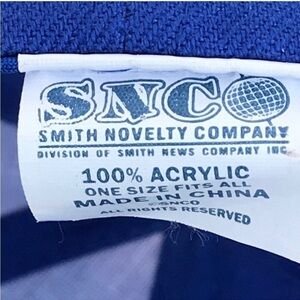 SNCO
SMITH NOVELTY COMPANY
DIVISION OF SMITH NEWS COMPANY INC.
100% ACRYLIC
ONE SIZE FITS ALL
MADE IN CHINA
©SNCO
ALL RIGHTS RESERVED